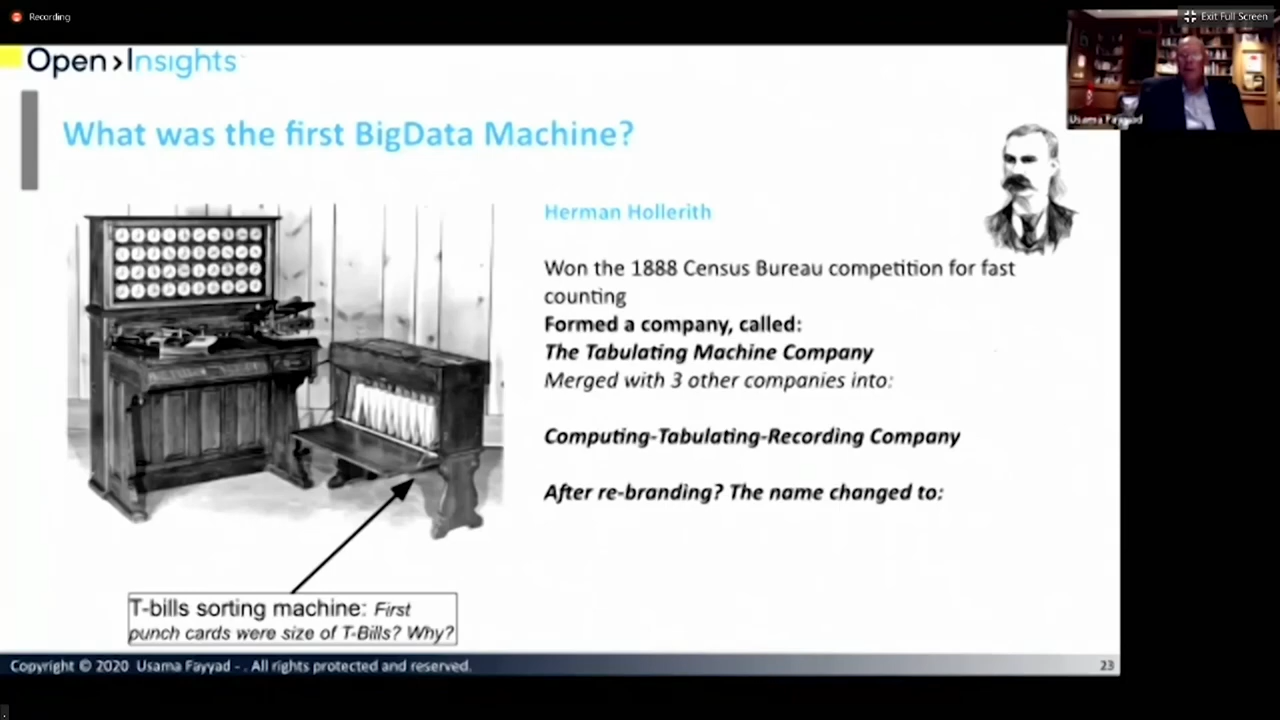 Recording
Exit Full Screen
Open›Insights
Usama Fayyad
What was the first BigData Machine?
Herman Hollerith
Won the 1888 Census Bureau competition for fast
counting
Formed a company, called:
The Tabulating Machine Company
Merged with 3 other companies into:
Computing-Tabulating-Recording Company
After re-branding? The name changed to:
T-bills sorting machine: First
punch cards were size of T-Bills? Why?
Copyright © 2020 Usama Fayyad - . All rights protected and reserved.
23